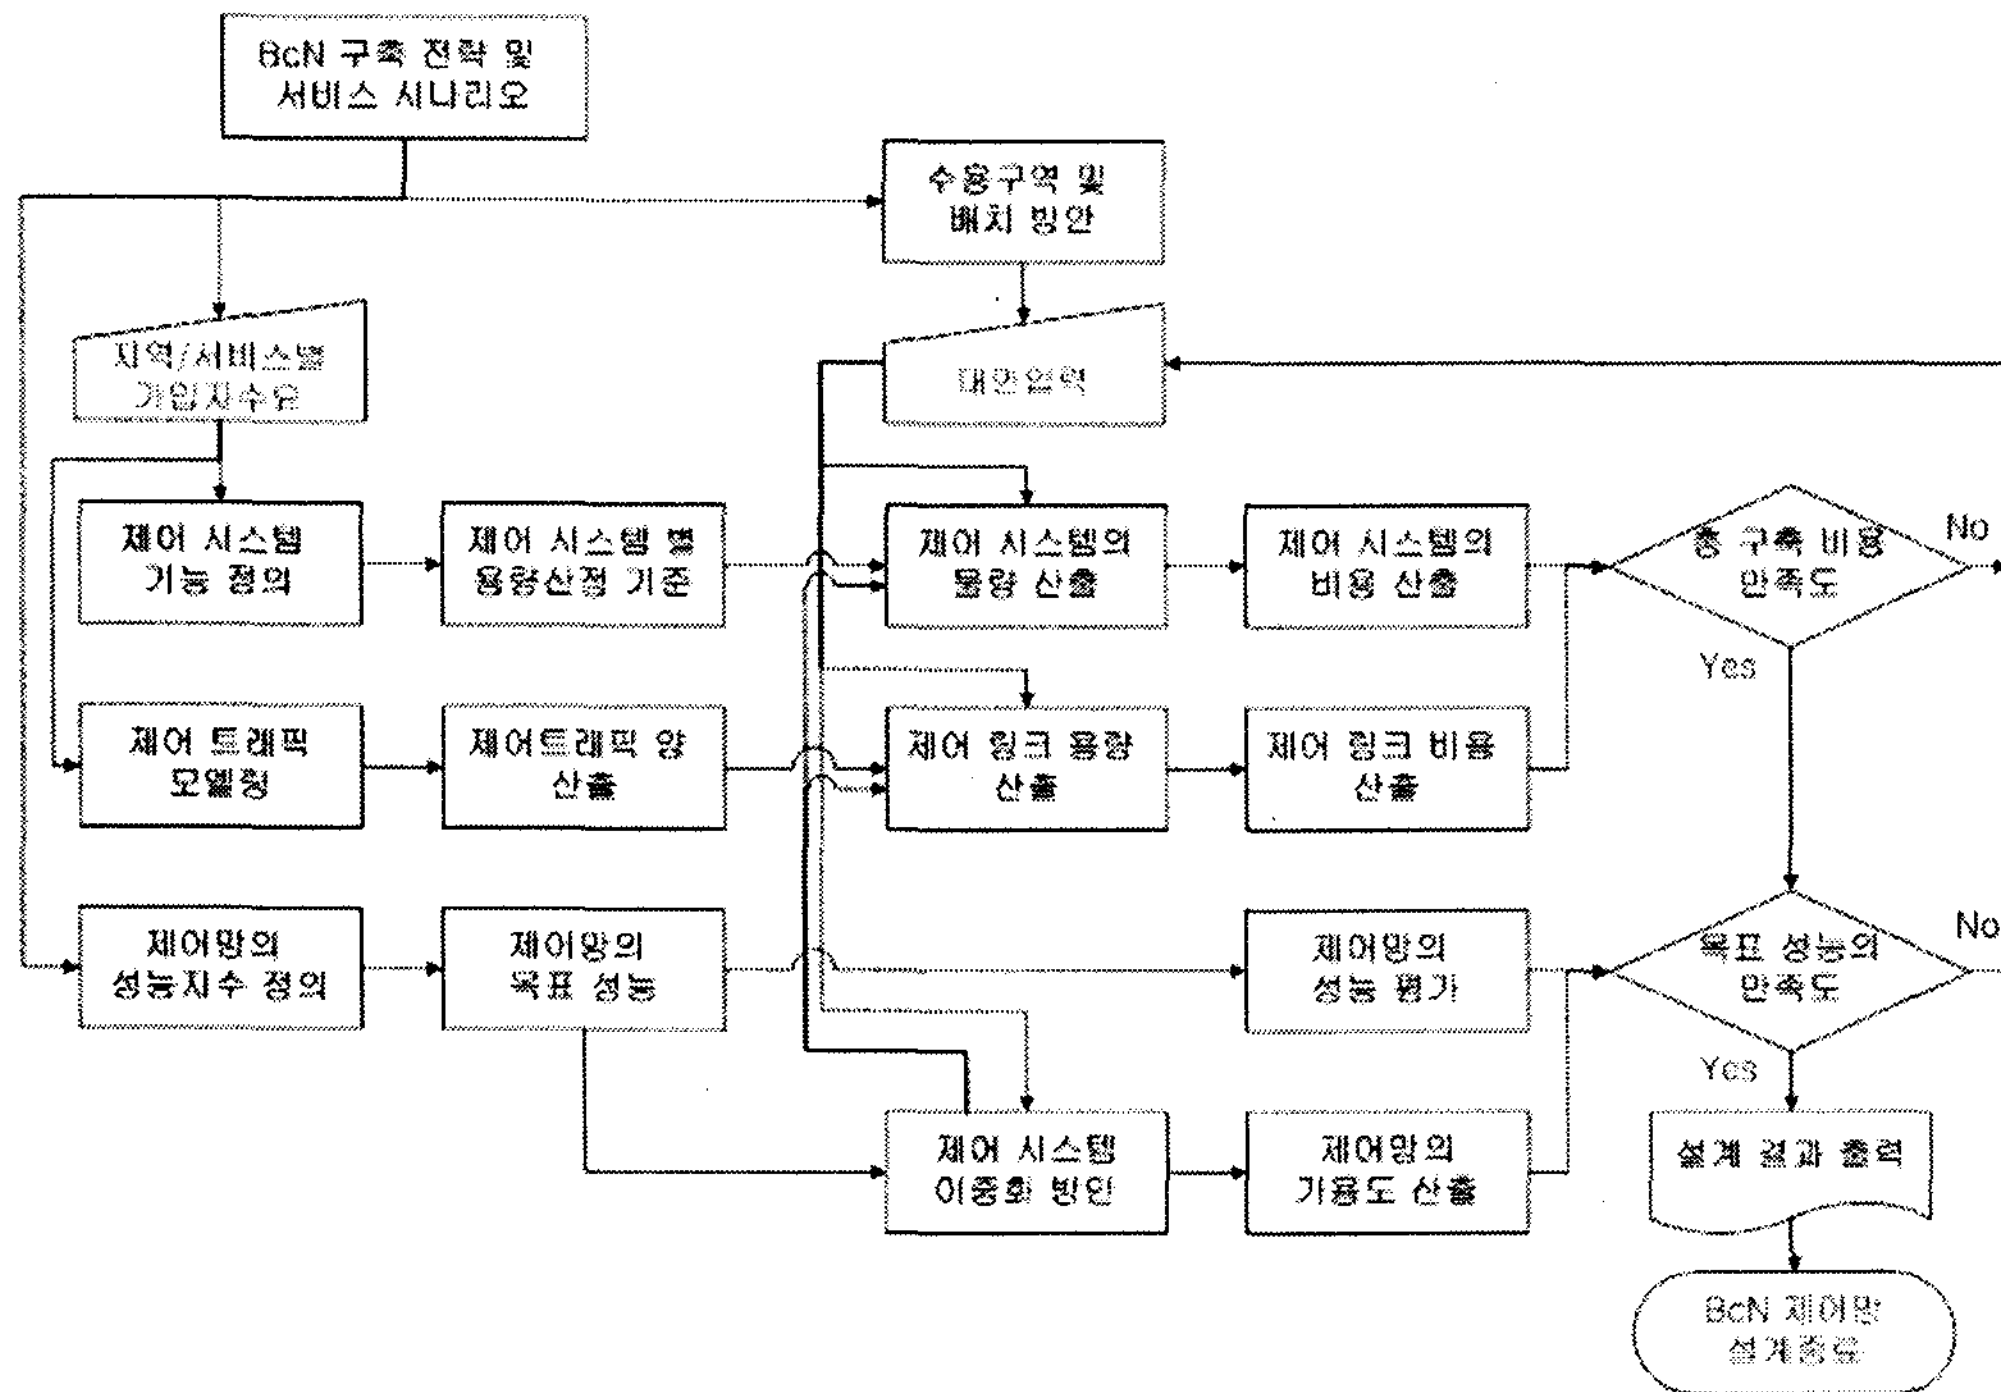 BcN 구축 전략 및
서비스 시나리오
수용구역 및
배치 방안
지역/서비스별
가입자수요
대안입력
제어 시스템
기능 정의
제어 시스템 별
용량산정 기준
제어 시스템의
물량 산출
제어 시스템의
비용 산출
총 구축 비용
만족도
No
Yes
제어 트래픽
모델링
제어트래픽 양
산출
제어 링크 용량
산출
제어 링크 비용
산출
제어망의
성능지수 정의
제어망의
목표 성능
제어망의
성능 평가
목표 성능의
만족도
No
Yes
제어 시스템
이중화 방안
제어망의
가용도 산출
설계 결과 출력
BcN 제어망
설계종료